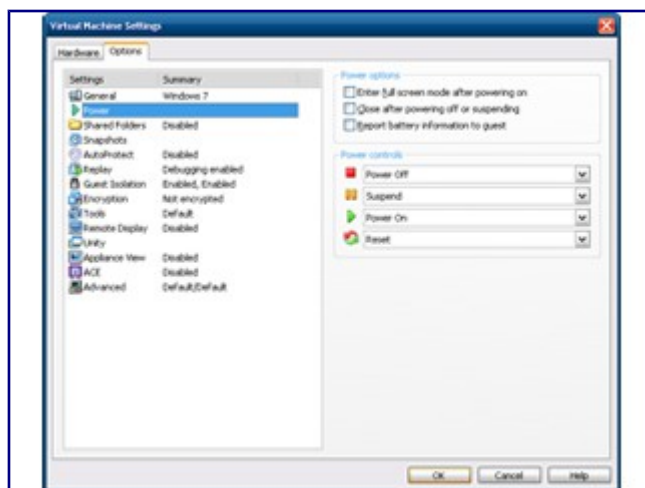 Virtual Machine Settings
Hardware Options
Settings Summary
General Windows 7
Power
Shared Folders Disabled
Snapshots
AutoProtect Disabled
Replay Debugging enabled
Guest Isolation Enabled, Enabled
Encryption Not encrypted
Tools Default
Remote Display Disabled
Unity
Appliance View Disabled
ACE Disabled
Advanced Default/Default
Power options
Enter full screen mode after powering on
Close after powering off or suspending
Report battery information to guest
Power controls
Power Off
Suspend
Power On
Reset
OK Cancel Help